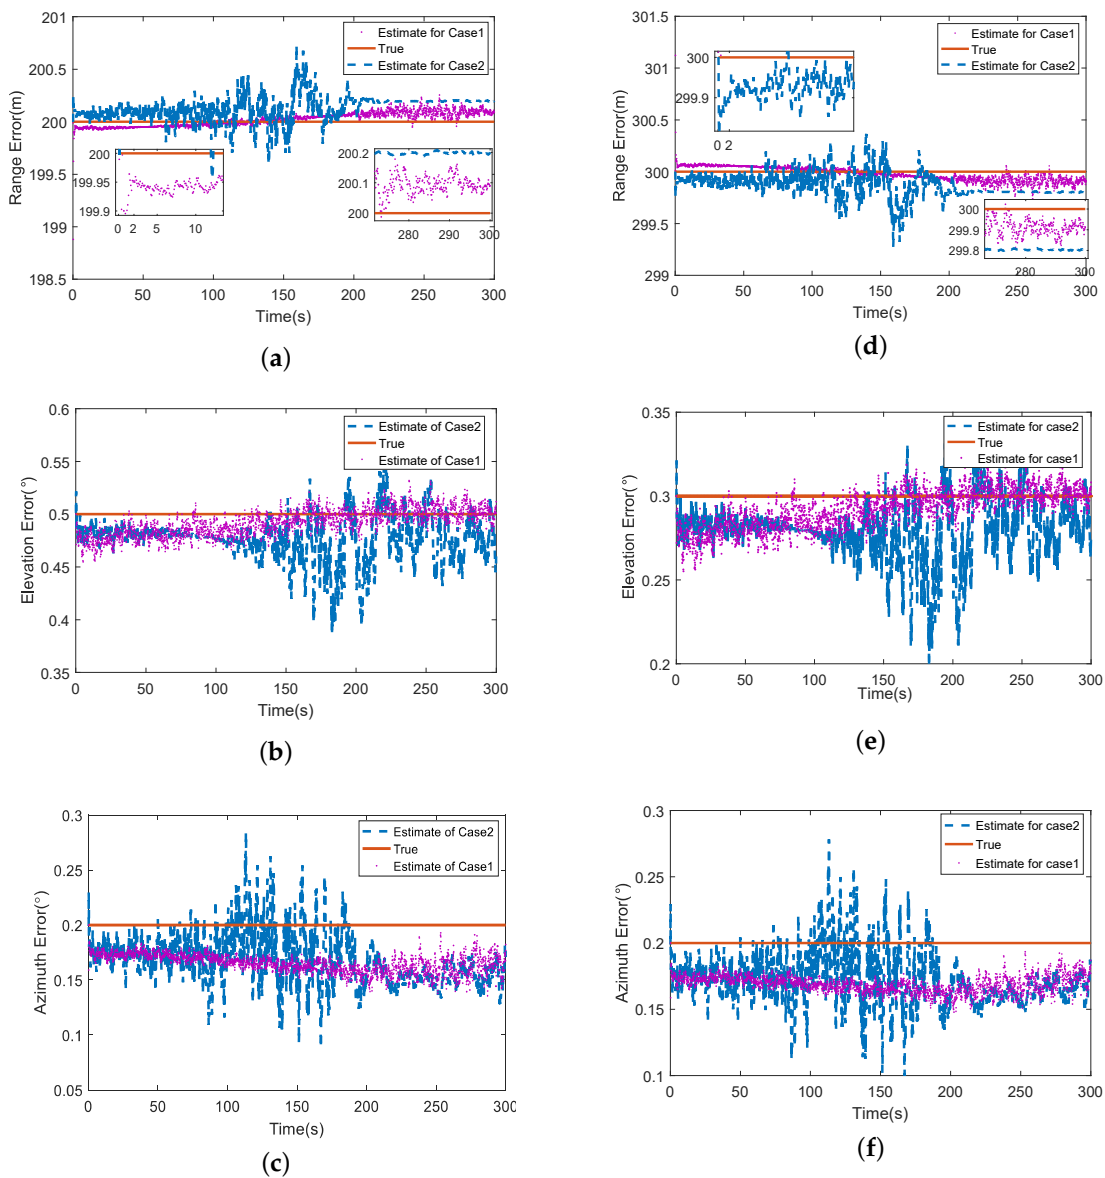 201
200.5
200
199.5
199
198.5
Range Error(m)
Estimate for Case1
True
Estimate for Case2
200
199.95
199.9
0 2 5 10
200.2
200.1
200
280 290 300
0 50 100 150 200 250 300
Time(s)
(a)
301.5
301
300.5
300
299.5
299
Range Error(m)
Estimate for Case1
True
Estimate for Case2
300
299.9
0 2
300
299.9
299.8
280 300
0 50 100 150 200 250 300
Time(s)
(d)
0.6
0.55
0.5
0.45
0.4
0.35
Elevation Error(°)
Estimate of Case2
True
Estimate of Case1
0 50 100 150 200 250 300
Time(s)
(b)
0.35
0.3
0.25
0.2
Elevation Error(°)
Estimate for case2
True
Estimate for case1
0 50 100 150 200 250 300
Time(s)
(e)
0.3
0.25
0.2
0.15
0.1
0.05
Azimuth Error(°)
Estimate of Case2
True
Estimate of Case1
0 50 100 150 200 250 300
Time(s)
(c)
0.3
0.25
0.2
0.15
0.1
Azimuth Error(°)
Estimate for case2
True
Estimate for case1
0 50 100 150 200 250 300
Time(s)
(f)